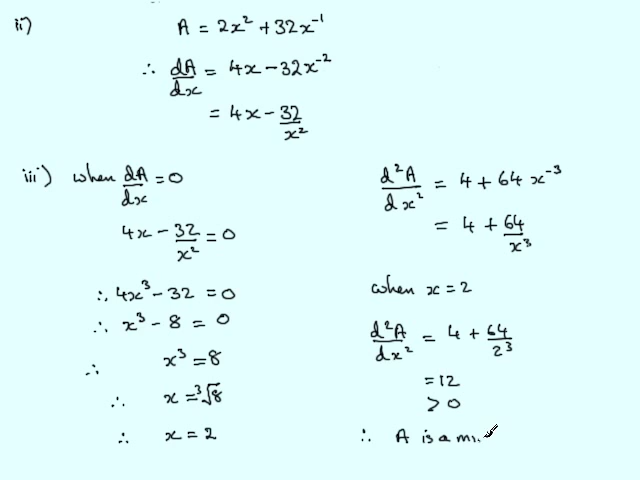 ii) A = 2x² + 32x⁻¹
∴ dA/dx = 4x − 32x⁻²
= 4x − 32/x²
iii) when dA/dx = 0
4x − 32/x² = 0
∴ 4x³ − 32 = 0
∴ x³ − 8 = 0
∴ x³ = 8
∴ x = ³√8
∴ x = 2
d²A/dx² = 4 + 64x⁻³
= 4 + 64/x³
when x = 2
d²A/dx² = 4 + 64/2³
= 12
> 0
∴ A is a